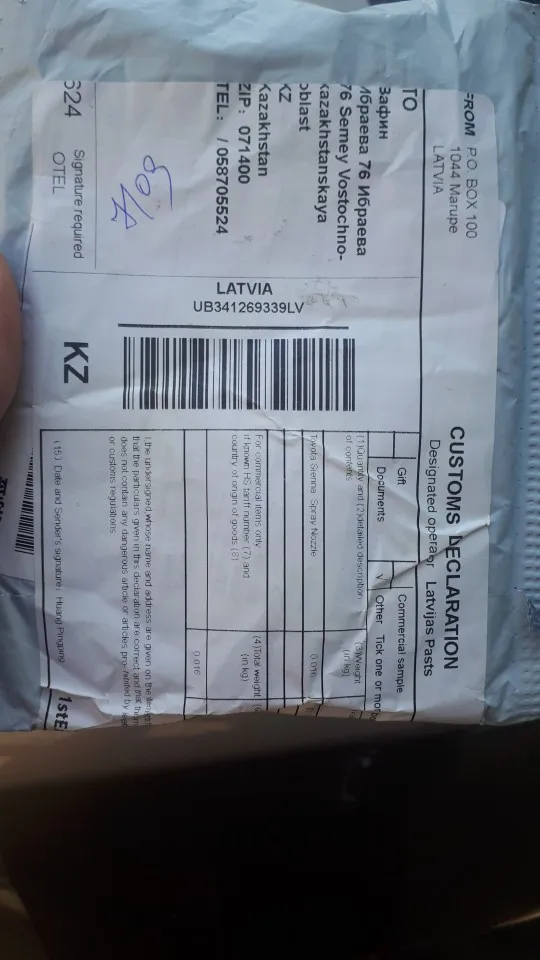 FROM P.O. BOX 100
1044 Marupe
LATVIA
TO
Зафин
Ибраева 76 Ибраева
76 Semey Vostochno-
kazakhstanskaya
oblast
KZ
Kazakhstan
ZIP: 071400
TEL: / 058705524
624
Signature required
OTEL
LATVIA
UB341269339LV
KZ
CUSTOMS DECLARATION
Designated operator Latvijas Pasts
Gift
Commercial sample
Documents
√ Other Tick one or more
(1)Quantity and (2)detailed description
of contents
(3)Weight
(in kg)
Toyota Sienna Spray Nozzle
0.016
For commercial items only
If known, HS tariff number (7) and
country of origin of goods (8)
(4)Total weight
(in kg)
0.016
I, the undersigned, whose name and address are given on the item, certify
that the particulars given in this declaration are correct and that this item
does not contain any dangerous article or articles prohibited by legislation
or customs regulations
(15) Date and Sender's signature: Huang Pingang